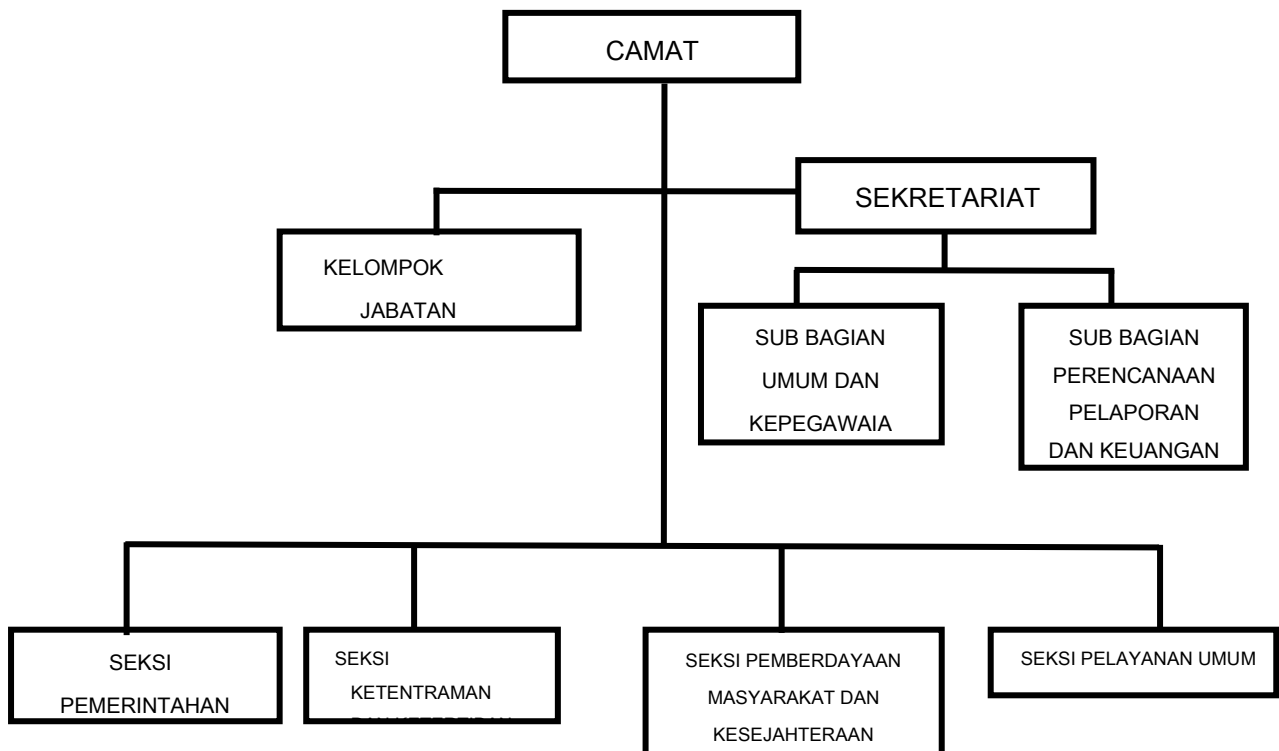 CAMAT
SEKRETARIAT
KELOMPOK
JABATAN
SUB BAGIAN
UMUM DAN
KEPEGAWAIA
SUB BAGIAN
PERENCANAAN
PELAPORAN
DAN KEUANGAN
SEKSI
PEMERINTAHAN
SEKSI
KETENTRAMAN
SEKSI PEMBERDAYAAN
MASYARAKAT DAN
KESEJAHTERAAN
SEKSI PELAYANAN UMUM